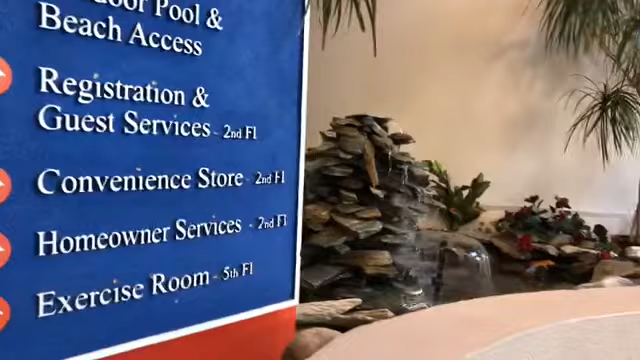 Pool &
Beach Access
Registration &
Guest Services - 2nd Fl
Convenience Store - 2nd Fl
Homeowner Services - 2nd Fl
Exercise Room - 5th Fl